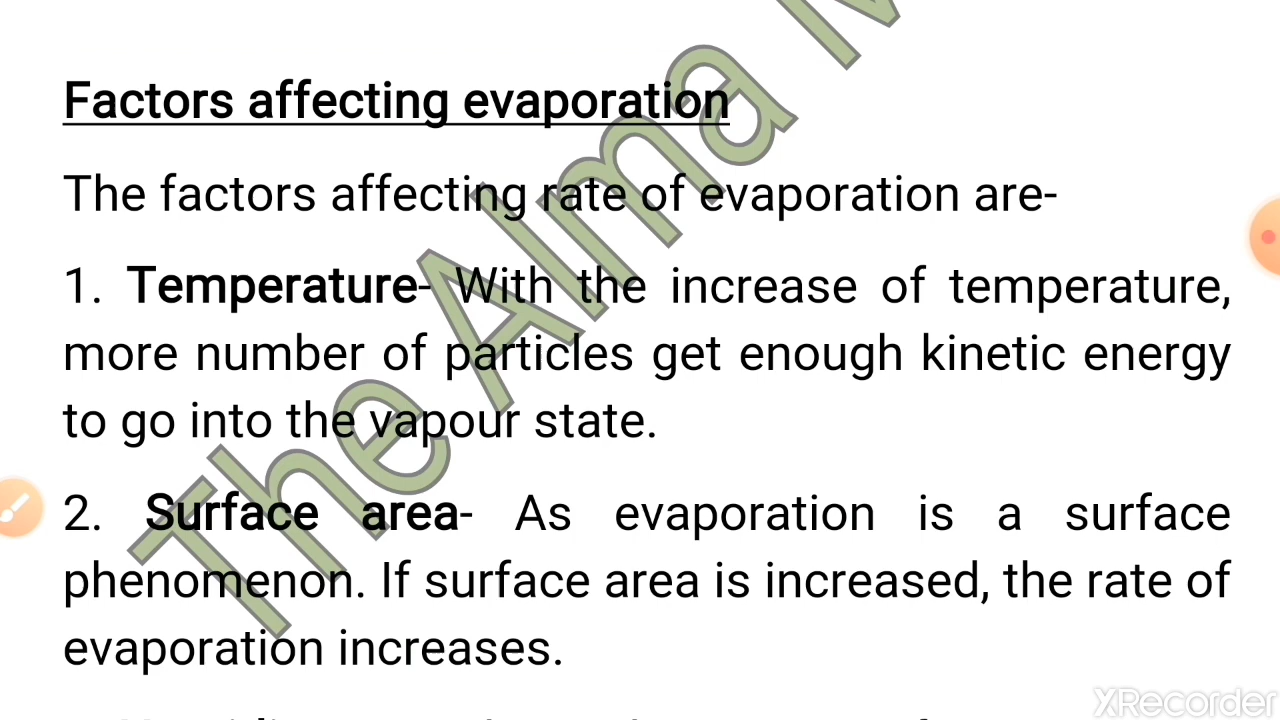 Factors affecting evaporation
The factors affecting rate of evaporation are-
1. Temperature- With the increase of temperature,
more number of particles get enough kinetic energy
to go into the vapour state.
2. Surface area- As evaporation is a surface
phenomenon. If surface area is increased, the rate of
evaporation increases.
The Alma
XRecorder